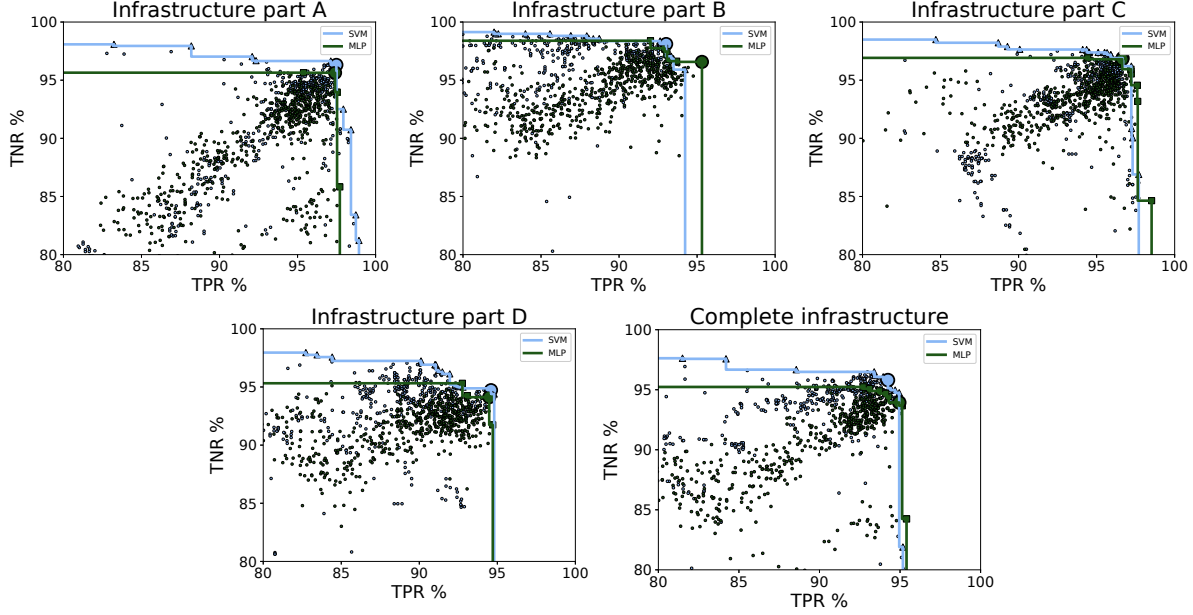 Infrastructure part A
100
95
90
85
80
TNR %
SVM
MLP
80 85 90 95 100
TPR %
Infrastructure part B
100
95
90
85
80
TNR %
SVM
MLP
80 85 90 95 100
TPR %
Infrastructure part C
100
95
90
85
80
TNR %
SVM
MLP
80 85 90 95 100
TPR %
Infrastructure part D
100
95
90
85
80
TNR %
SVM
MLP
80 85 90 95 100
TPR %
Complete infrastructure
100
95
90
85
80
TNR %
SVM
MLP
80 85 90 95 100
TPR %